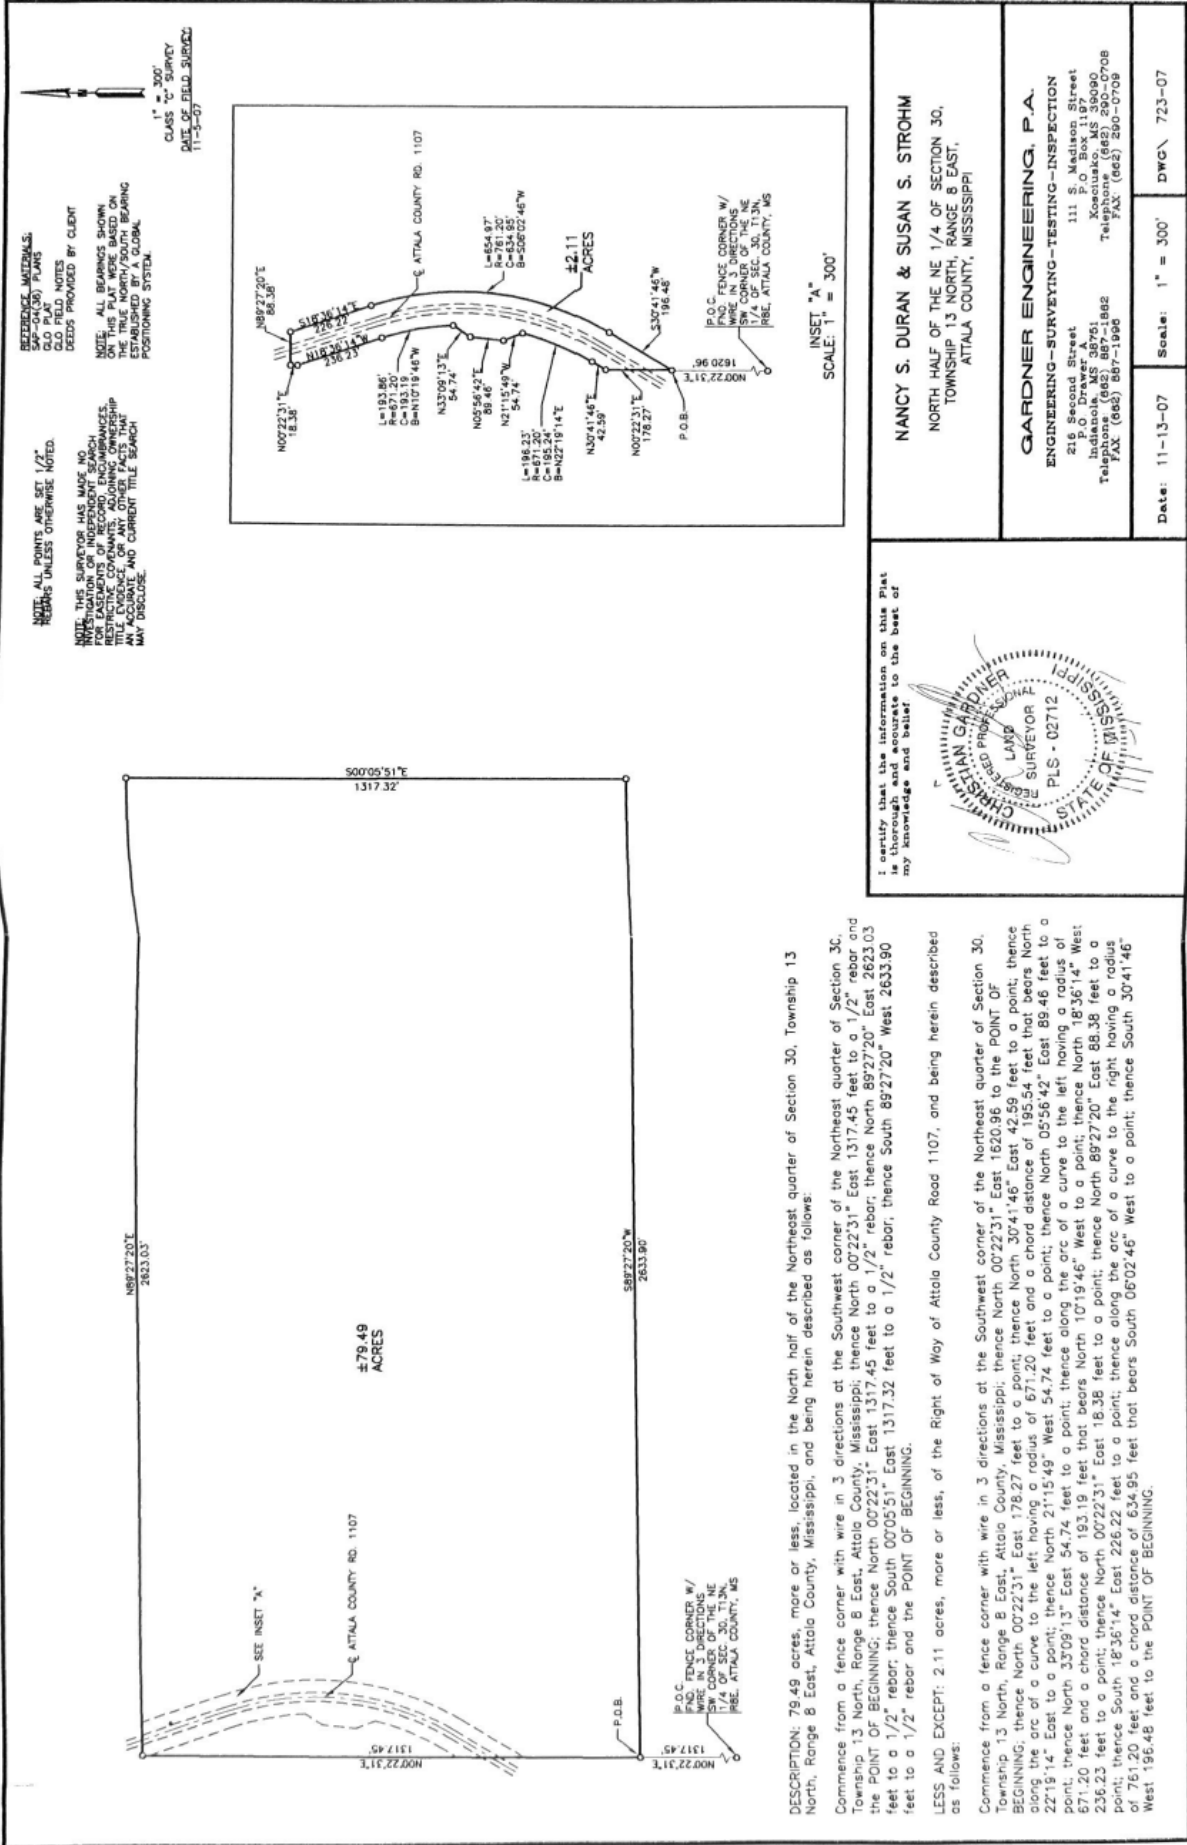 REFERENCE MATERIALS:
SAP-04(36) PLANS
GLO PLAT
GLO FIELD NOTES
DEEDS PROVIDED BY CLIENT
NOTE: ALL BEARINGS SHOWN
ON THIS PLAT WERE BASED ON
THE TRUE NORTH/SOUTH BEARING
ESTABLISHED BY A GLOBAL
POSITIONING SYSTEM.
1" = 300'
CLASS "C" SURVEY
DATE OF FIELD SURVEY:
11-5-07
NOTE: ALL POINTS ARE SET 1/2"
REBARS UNLESS OTHERWISE NOTED.
NOTE: THIS SURVEYOR HAS MADE NO
INVESTIGATION OR INDEPENDENT SEARCH
FOR EASEMENTS OF RECORD, ENCUMBRANCES,
RESTRICTIVE COVENANTS, ADJOINING OWNERSHIP
TITLE EVIDENCE, OR ANY OTHER FACTS THAT
AN ACCURATE AND CURRENT TITLE SEARCH
MAY DISCLOSE.
N89°27'20"E
2623.03'
S00°05'51"E
1317.32'
S89°27'20"W
2633.90'
N00°22'31"E
1317.45'
±79.49
ACRES
SEE INSET "A"
℄ ATTALA COUNTY RD. 1107
P.O.B.
N00°22'31"E
1317.45'
P.O.C.
FND. FENCE CORNER W/
WIRE IN 3 DIRECTIONS
SW CORNER OF THE NE
1/4 OF SEC. 30, T13N,
R8E, ATTALA COUNTY, MS
N89°27'20"E
88.38'
S18°36'14"E
226.22'
N18°36'14"W
236.23'
N00°22'31"E
18.38'
℄ ATTALA COUNTY RD. 1107
L=193.86'
R=671.20'
C=193.19
B=N10°19'46"W
L=654.97'
R=761.20'
C=634.95'
B=S06°02'46"W
N33°09'13"E
54.74'
N05°56'42"E
89.46'
N21°15'49"W
54.74'
±2.11
ACRES
L=196.23'
R=671.20'
C=195.24'
B=N22°19'14"E
N30°41'46"E
42.59'
N00°22'31"E
178.27'
S30°41'46"W
196.48'
P.O.B.
N00°22'31"E
1620.96'
P.O.C.
FND. FENCE CORNER W/
WIRE IN 3 DIRECTIONS
SW CORNER OF THE NE
1/4 OF SEC. 30, T13N,
R8E, ATTALA COUNTY, MS
INSET "A"
SCALE: 1" = 300'
DESCRIPTION: 79.49 acres, more or less, located in the North half of the Northeast quarter of Section 30, Township 13
North, Range 8 East, Attala County, Mississippi, and being herein described as follows:
Commence from a fence corner with wire in 3 directions at the Southwest corner of the Northeast quarter of Section 30,
Township 13 North, Range 8 East, Attala County, Mississippi; thence North 00°22'31" East 1317.45 feet to a 1/2" rebar and
the POINT OF BEGINNING; thence North 00°22'31" East 1317.45 feet to a 1/2" rebar; thence North 89°27'20" East 2623.03
feet to a 1/2" rebar; thence South 00°05'51" East 1317.32 feet to a 1/2" rebar; thence South 89°27'20" West 2633.90
feet to a 1/2" rebar and the POINT OF BEGINNING.
LESS AND EXCEPT: 2.11 acres, more or less, of the Right of Way of Attala County Road 1107, and being herein described
as follows:
Commence from a fence corner with wire in 3 directions at the Southwest corner of the Northeast quarter of Section 30,
Township 13 North, Range 8 East, Attala County, Mississippi; thence North 00°22'31" East 1620.96 to the POINT OF
BEGINNING; thence North 00°22'31" East 178.27 feet to a point; thence North 30°41'46" East 42.59 feet to a point; thence
along the arc of a curve to the left having a radius of 671.20 feet and a chord distance of 195.54 feet that bears North
22°19'14" East to a point; thence North 21°15'49" West 54.74 feet to a point; thence North 05°56'42" East 89.46 feet to a
point; thence North 33°09'13" East 54.74 feet to a point; thence along the arc of a curve to the left having a radius of
671.20 feet and a chord distance of 193.19 feet that bears North 10°19'46" West to a point; thence North 18°36'14" West
236.23 feet to a point; thence North 00°22'31" East 18.38 feet to a point; thence North 89°27'20" East 88.38 feet to a
point; thence South 18°36'14" East 226.22 feet to a point; thence along the arc of a curve to the right having a radius
of 761.20 feet and a chord distance of 634.95 feet that bears South 06°02'46" West to a point; thence South 30°41'46"
West 196.48 feet to the POINT OF BEGINNING.
I certify that the information on this Plat
is thorough and accurate to the best of
my knowledge and belief
CHRISTIAN GARDNER
REGISTERED PROFESSIONAL
LAND
SURVEYOR
PLS - 02712
STATE OF MISSISSIPPI
NANCY S. DURAN & SUSAN S. STROHM
NORTH HALF OF THE NE 1/4 OF SECTION 30,
TOWNSHIP 13 NORTH, RANGE 8 EAST,
ATTALA COUNTY, MISSISSIPPI
GARDNER ENGINEERING, P.A.
ENGINEERING-SURVEYING-TESTING-INSPECTION
216 Second Street
P.O. Drawer A
Indianola, MS 38751
Telephone (662) 887-1862
FAX (662) 887-1996
111 S. Madison Street
P.O. Box 1197
Kosciusko, MS 39090
Telephone (662) 290-0708
FAX (662) 290-0709
Date: 11-13-07
Scale: 1" = 300'
DWG\ 723-07